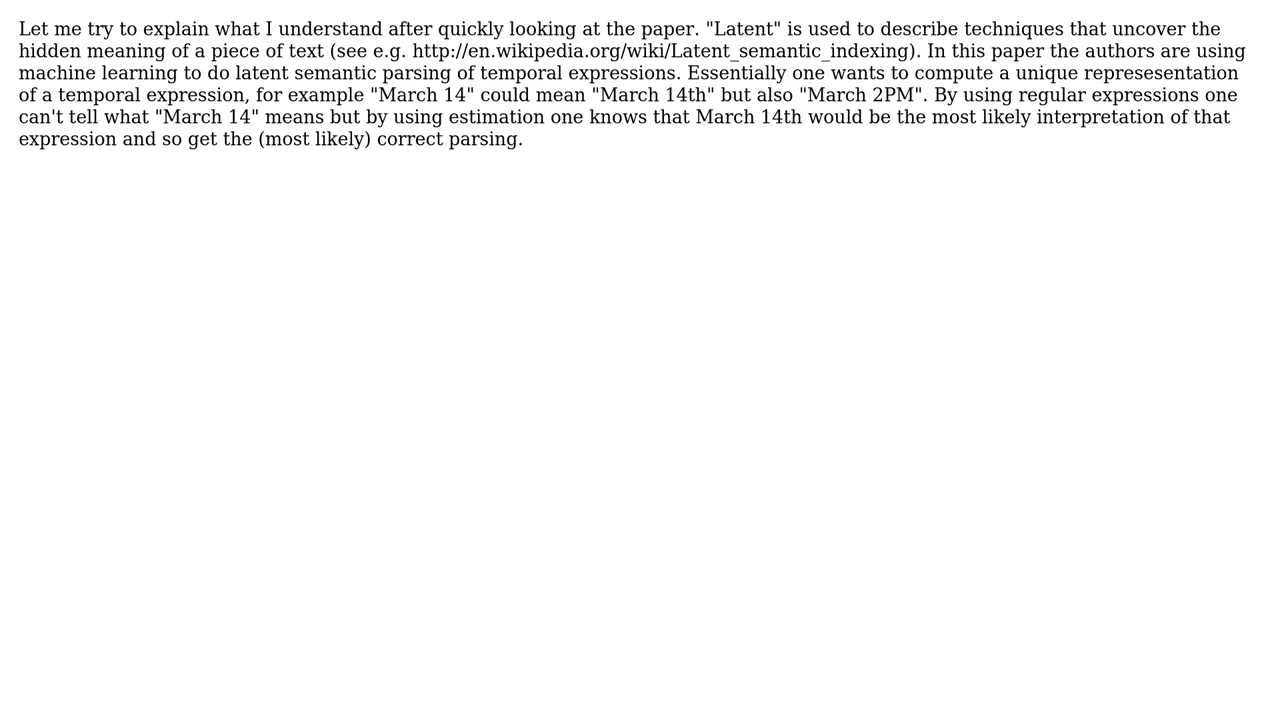 Let me try to explain what I understand after quickly looking at the paper. "Latent" is used to describe techniques that uncover the
hidden meaning of a piece of text (see e.g. http://en.wikipedia.org/wiki/Latent_semantic_indexing). In this paper the authors are using
machine learning to do latent semantic parsing of temporal expressions. Essentially one wants to compute a unique represesentation
of a temporal expression, for example "March 14" could mean "March 14th" but also "March 2PM". By using regular expressions one
can't tell what "March 14" means but by using estimation one knows that March 14th would be the most likely interpretation of that
expression and so get the (most likely) correct parsing.